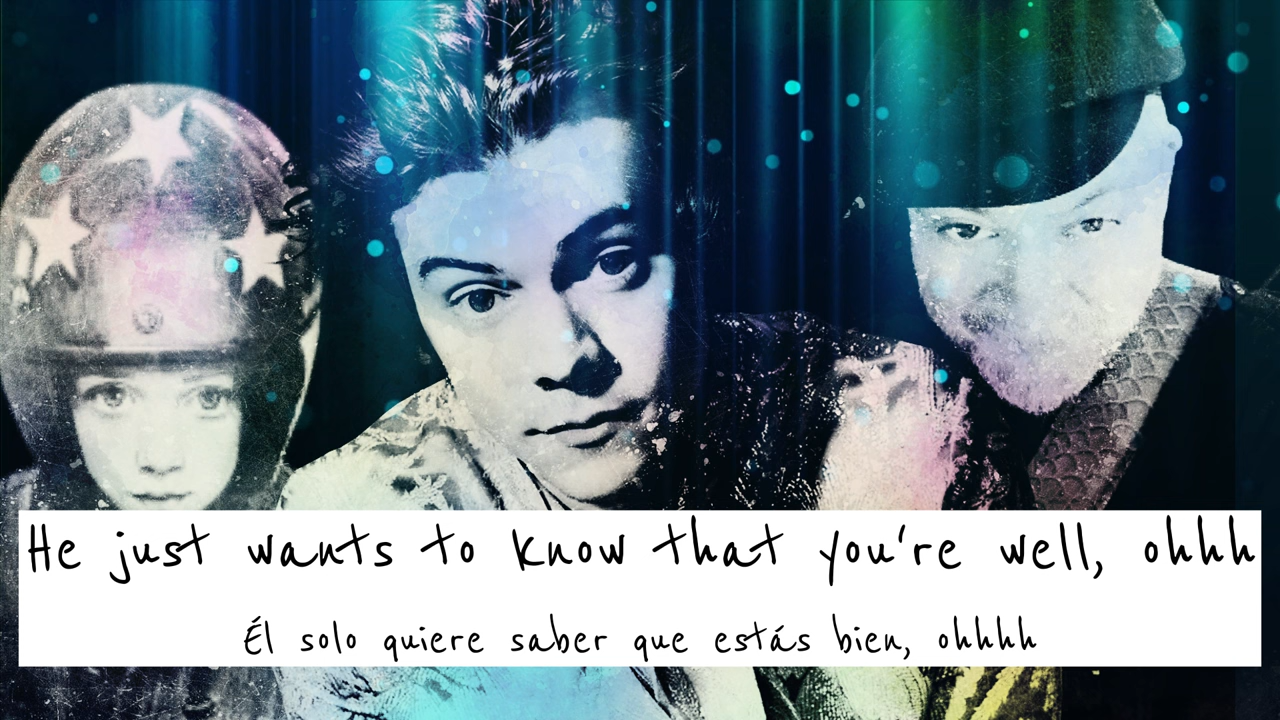 He just wants to know that you're well, ohhh
Él solo quiere saber que estás bien, ohhhh